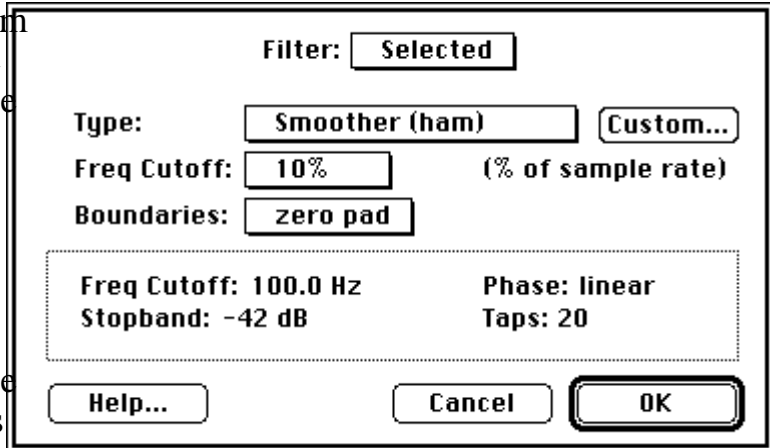 Filter: Selected
Type: Smoother (ham) Custom...
Freq Cutoff: 10% (% of sample rate)
Boundaries: zero pad
Freq Cutoff: 100.0 Hz Phase: linear
Stopband: -42 dB Taps: 20
Help... Cancel OK